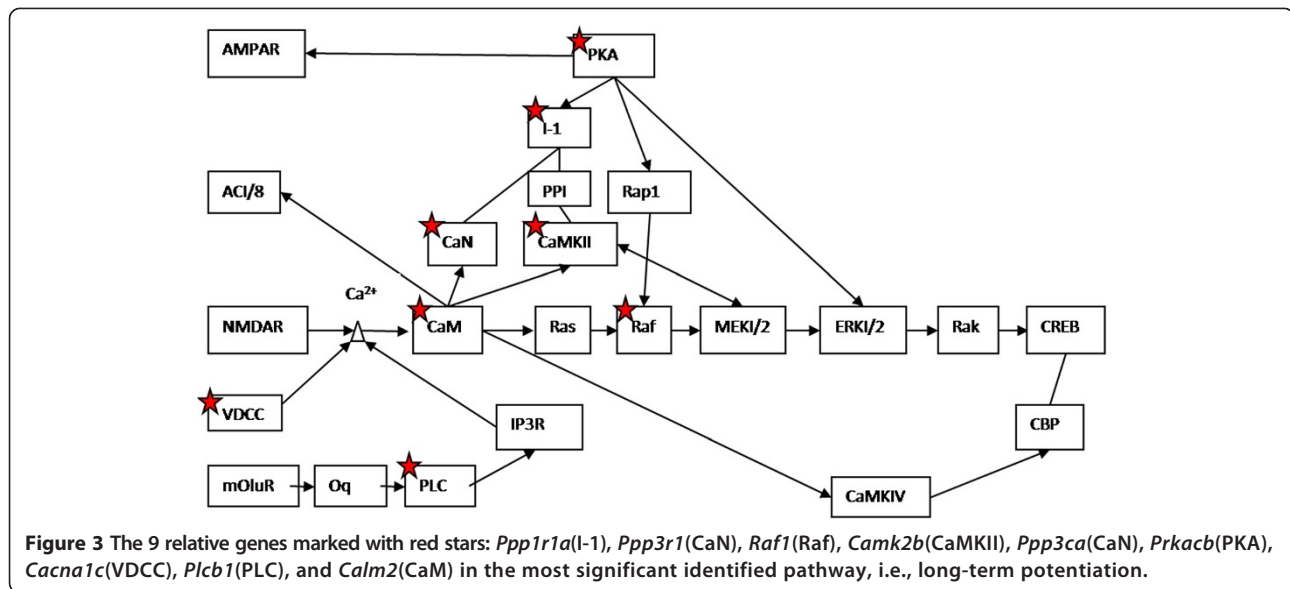 AMPAR
PKA
I-1
ACI/8
PPI
Rap1
CaN
CaMKII
Ca²⁺
NMDAR
CaM
Ras
Raf
MEKI/2
ERKI/2
Rak
CREB
VDCC
IP3R
CBP
mOluR
Oq
PLC
CaMKIV
Figure 3 The 9 relative genes marked with red stars: Ppp1r1a(I-1), Ppp3r1(CaN), Raf1(Raf), Camk2b(CaMKII), Ppp3ca(CaN), Prkacb(PKA),
Cacna1c(VDCC), Plcb1(PLC), and Calm2(CaM) in the most significant identified pathway, i.e., long-term potentiation.